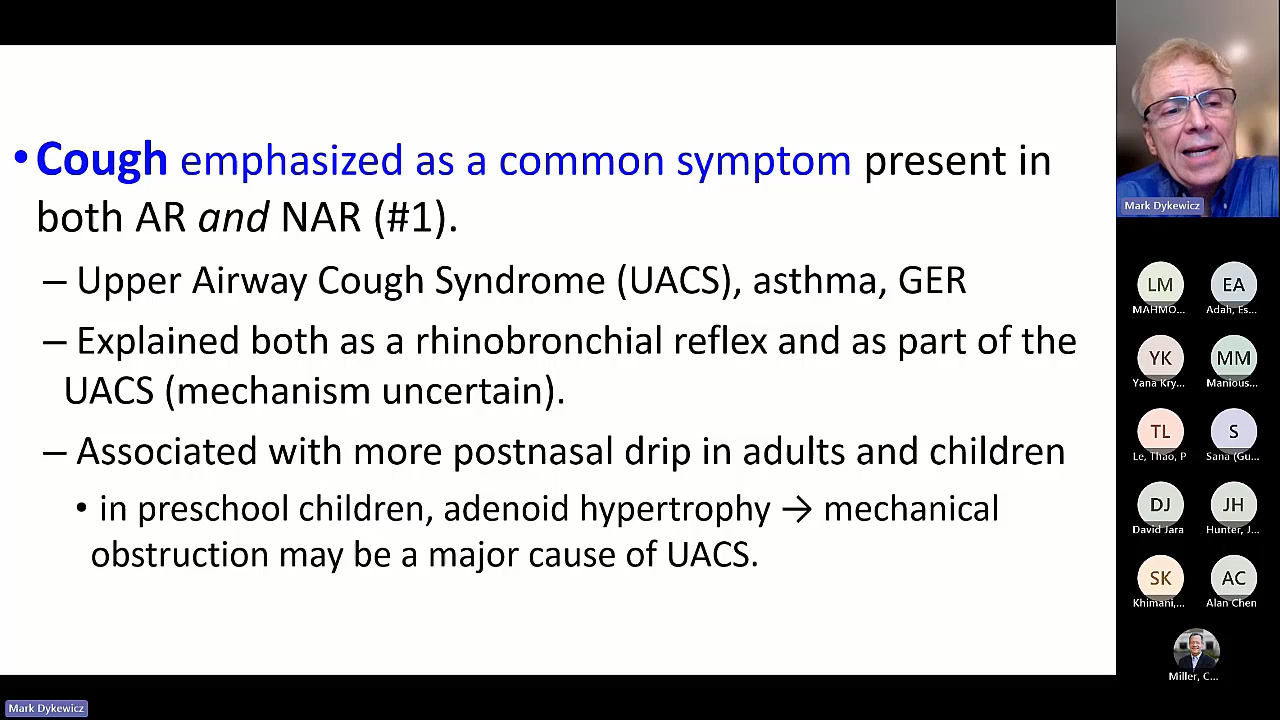 • Cough emphasized as a common symptom present in
both AR and NAR (#1).
– Upper Airway Cough Syndrome (UACS), asthma, GER
– Explained both as a rhinobronchial reflex and as part of the
UACS (mechanism uncertain).
– Associated with more postnasal drip in adults and children
• in preschool children, adenoid hypertrophy → mechanical
obstruction may be a major cause of UACS.
Mark Dykewicz
LM
EA
MAHMO...
Adah, Es...
YK
MM
Yana Kry...
Manious...
TL
S
Le, Thao, P
Sana (Gu...
DJ
JH
David Jara
Hunter, J...
SK
AC
Khimani,...
Alan Chen
Miller, C...
Mark Dykewicz